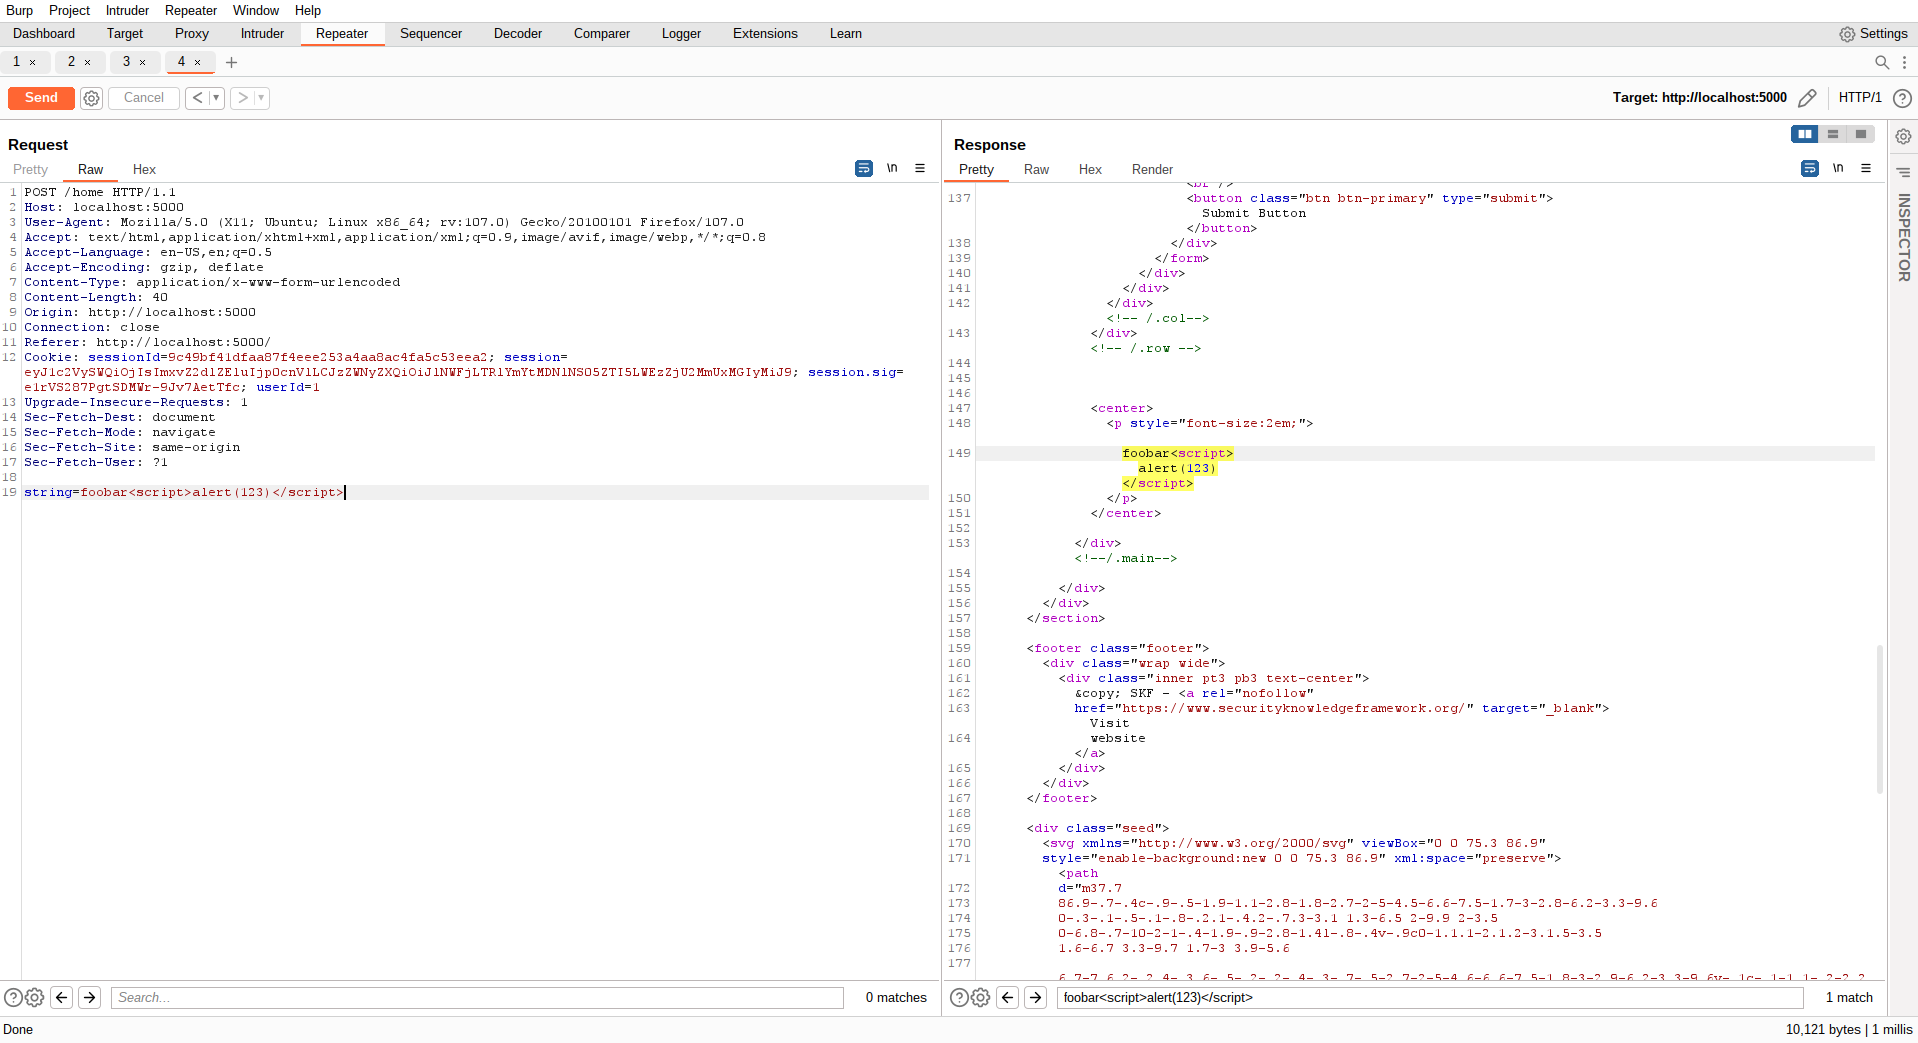 Burp Project Intruder Repeater Window Help
Dashboard Target Proxy Intruder Repeater Sequencer Decoder Comparer Logger Extensions Learn Settings
1 × 2 × 3 × 4 × +
Send Cancel < > Target: http://localhost:5000 HTTP/1 ?
Request
Pretty Raw Hex \n
1 POST /home HTTP/1.1
2 Host: localhost:5000
3 User-Agent: Mozilla/5.0 (X11; Ubuntu; Linux x86_64; rv:107.0) Gecko/20100101 Firefox/107.0
4 Accept: text/html,application/xhtml+xml,application/xml;q=0.9,image/avif,image/webp,*/*;q=0.8
5 Accept-Language: en-US,en;q=0.5
6 Accept-Encoding: gzip, deflate
7 Content-Type: application/x-www-form-urlencoded
8 Content-Length: 40
9 Origin: http://localhost:5000
10 Connection: close
11 Referer: http://localhost:5000/
12 Cookie: sessionId=9c49bf41dfaa87f4eee253a4aa8ac4fa5c53eea2; session=
session.sig=
userId=1
13 Upgrade-Insecure-Requests: 1
14 Sec-Fetch-Dest: document
15 Sec-Fetch-Mode: navigate
16 Sec-Fetch-Site: same-origin
17 Sec-Fetch-User: ?1
18
19 string=foobar<script>alert(123)</script>
? Search... 0 matches
Response
Pretty Raw Hex Render \n
<br />
137 <button class="btn btn-primary" type="submit">
Submit Button
</button>
138 </div>
139 </form>
140 </div>
141 </div>
142 </div>
<!-- /.col-->
143 </div>
<!-- /.row -->
144
145
146
147 <center>
148 <p style="font-size:2em;">
149 foobar<script>
alert(123)
</script>
150 </p>
151 </center>
152
153 </div>
<!--/.main-->
154
155 </div>
156 </div>
157 </section>
158
159 <footer class="footer">
160 <div class="wrap wide">
161 <div class="inner pt3 pb3 text-center">
162 &copy; SKF - <a rel="nofollow"
163 href="https://www.securityknowledgeframework.org/" target="_blank">
Visit
164 website
</a>
165 </div>
166 </div>
167 </footer>
168
169 <div class="seed">
170 <svg xmlns="http://www.w3.org/2000/svg" viewBox="0 0 75.3 86.9"
171 style="enable-background:new 0 0 75.3 86.9" xml:space="preserve">
<path
172 d="m37.7
173 86.9-.7-.4c-.9-.5-1.9-1.1-2.8-1.8-2.7-2-5-4.5-6.6-7.5-1.7-3-2.8-6.2-3.3-9.6
174 0-.3-.1-.5-.1-.8-.2.1-.4.2-.7.3-3.1 1.3-6.5 2-9.9 2-3.5
175 0-6.8-.7-10-2-1-.4-1.9-.9-2.8-1.4l-.8-.4v-.9c0-1.1.1-2.1.2-3.1.5-3.5
176 1.6-6.7 3.3-9.7 1.7-3 3.9-5.6
177
? foobar<script>alert(123)</script> 1 match
INSPECTOR
Done 10,121 bytes | 1 millis